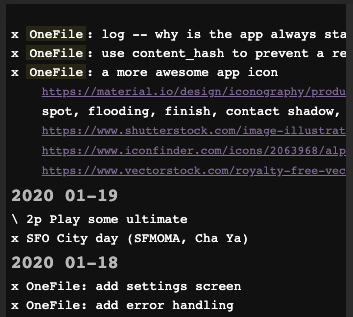 x OneFile: log -- why is the app always sta
x OneFile: use content_hash to prevent a re
x OneFile: a more awesome app icon
https://material.io/design/iconography/produ
spot, flooding, finish, contact shadow,
https://www.shutterstock.com/image-illustrat
https://www.iconfinder.com/icons/2063968/alp
https://www.vectorstock.com/royalty-free-vec
2020 01-19
\ 2p Play some ultimate
x SFO City day (SFMOMA, Cha Ya)
2020 01-18
x OneFile: add settings screen
x OneFile: add error handling